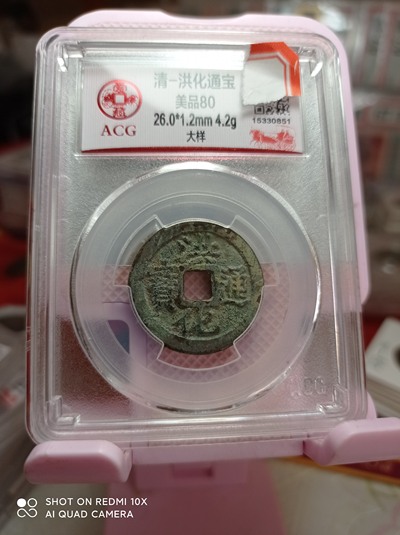 清-洪化通宝
美品80
26.0*1.2mm 4.2g
大样
ACG
15330851
洪化通寶
SHOT ON REDMI 10X
AI QUAD CAMERA